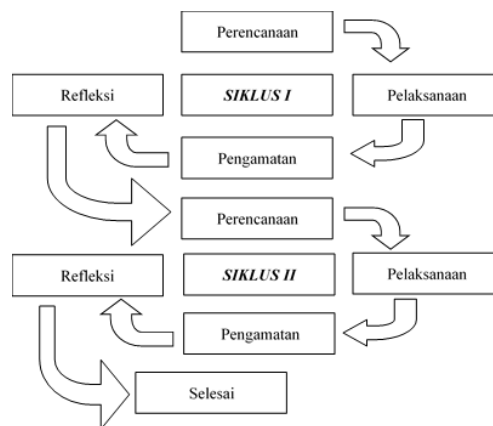 Perencanaan
Refleksi
SIKLUS I
Pelaksanaan
Pengamatan
Perencanaan
Refleksi
SIKLUS II
Pelaksanaan
Pengamatan
Selesai